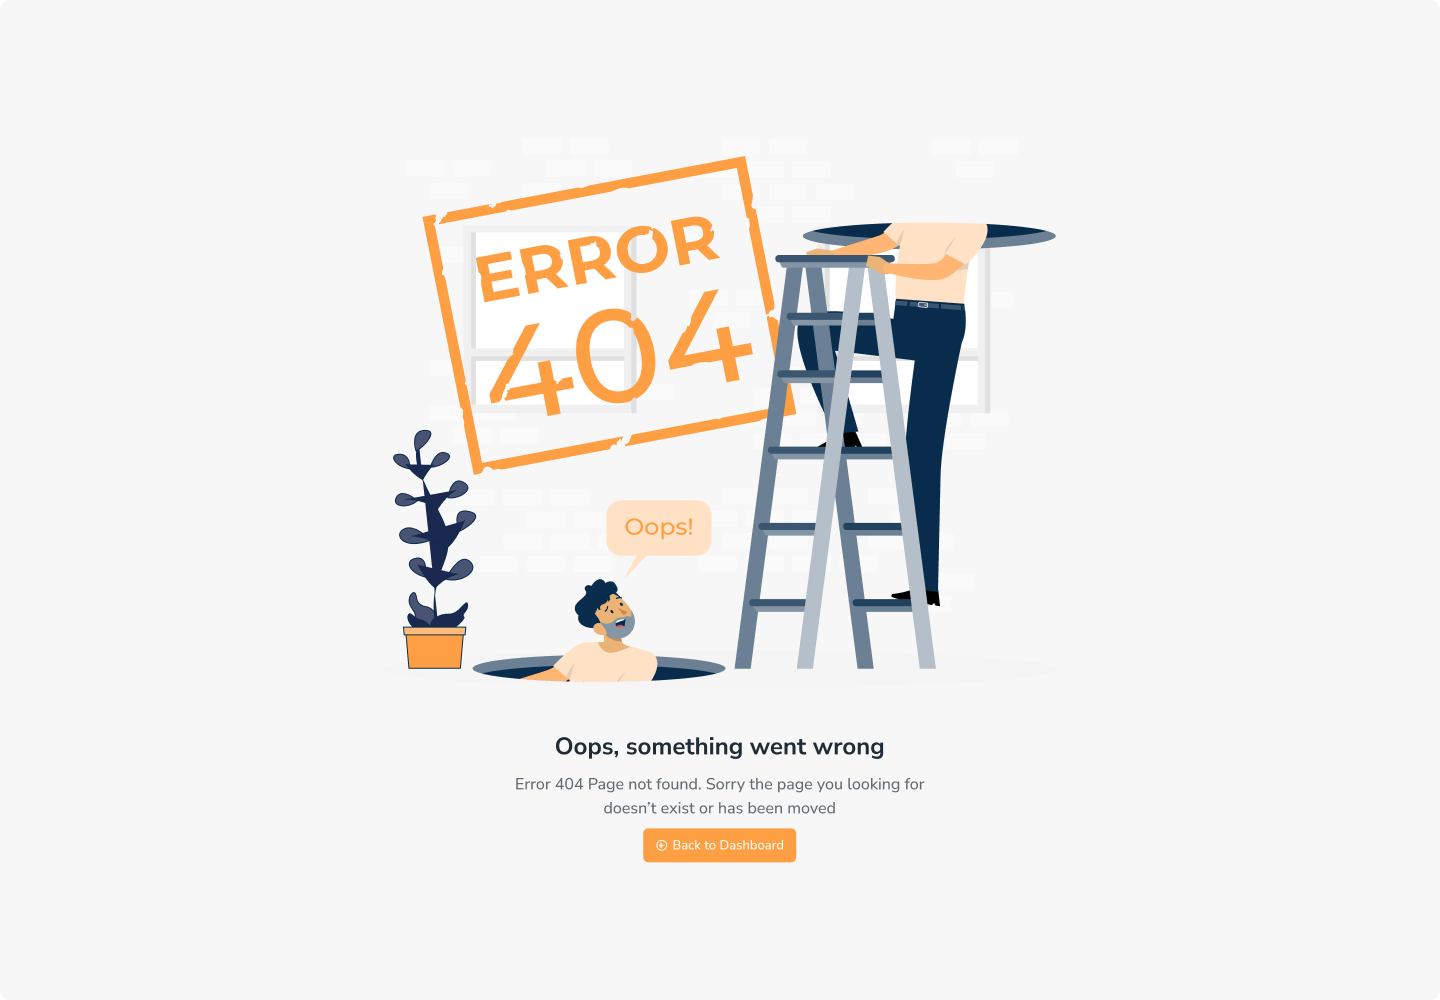 ERROR
404
Oops!
Oops, something went wrong
Error 404 Page not found. Sorry the page you looking for
doesn't exist or has been moved
Back to Dashboard